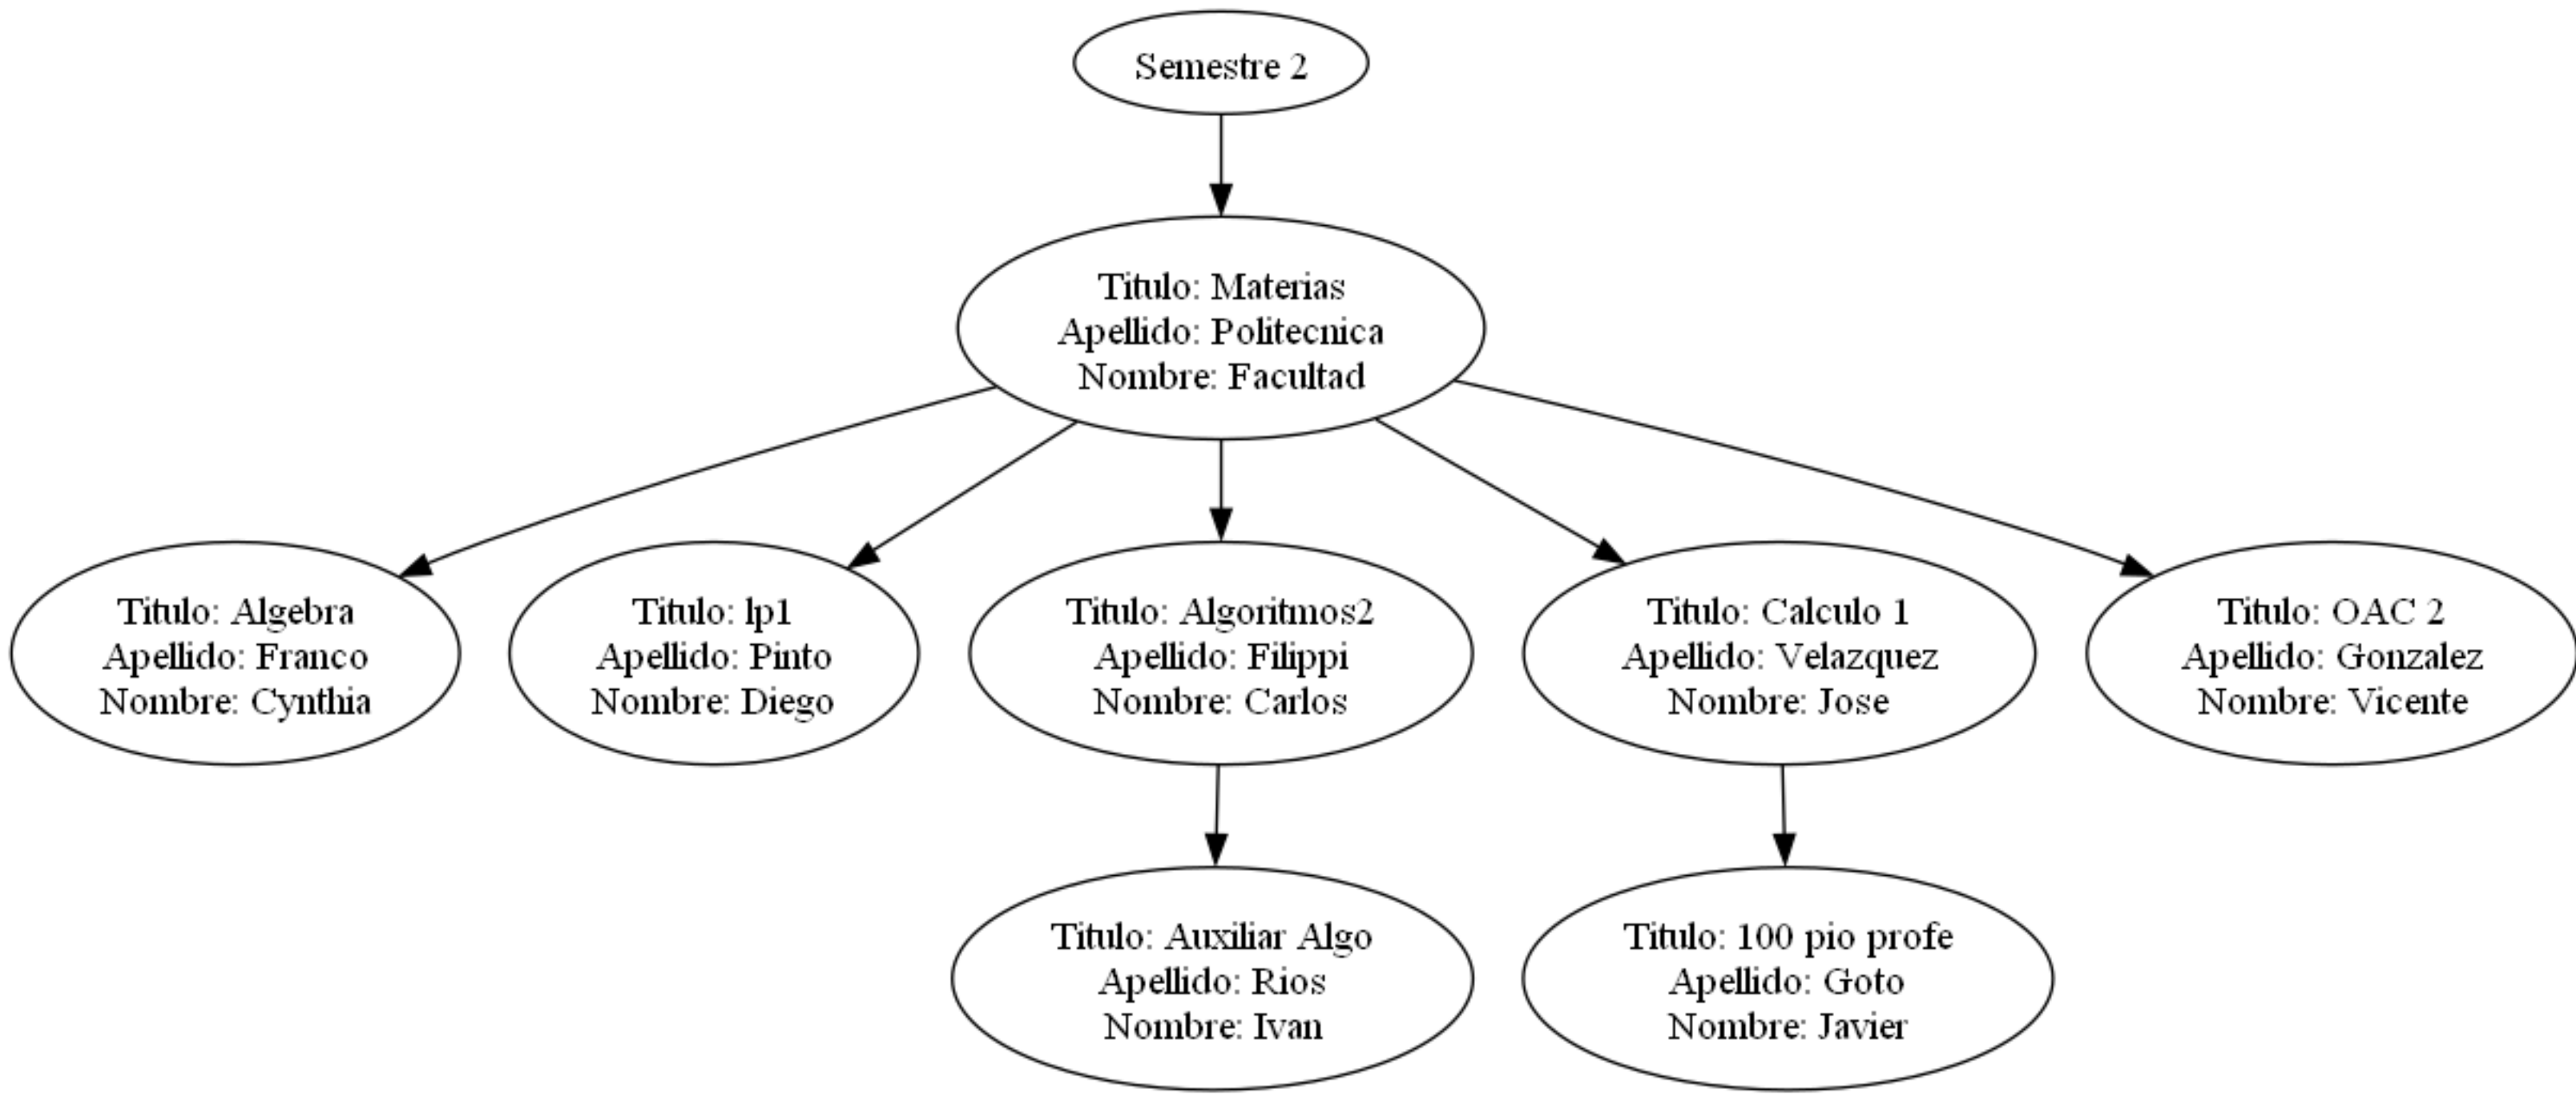 Semestre 2
Titulo: Materias
Apellido: Politecnica
Nombre: Facultad
Titulo: Algebra
Apellido: Franco
Nombre: Cynthia
Titulo: lp1
Apellido: Pinto
Nombre: Diego
Titulo: Algoritmos2
Apellido: Filippi
Nombre: Carlos
Titulo: Calculo 1
Apellido: Velazquez
Nombre: Jose
Titulo: OAC 2
Apellido: Gonzalez
Nombre: Vicente
Titulo: Auxiliar Algo
Apellido: Rios
Nombre: Ivan
Titulo: 100 pio profe
Apellido: Goto
Nombre: Javier